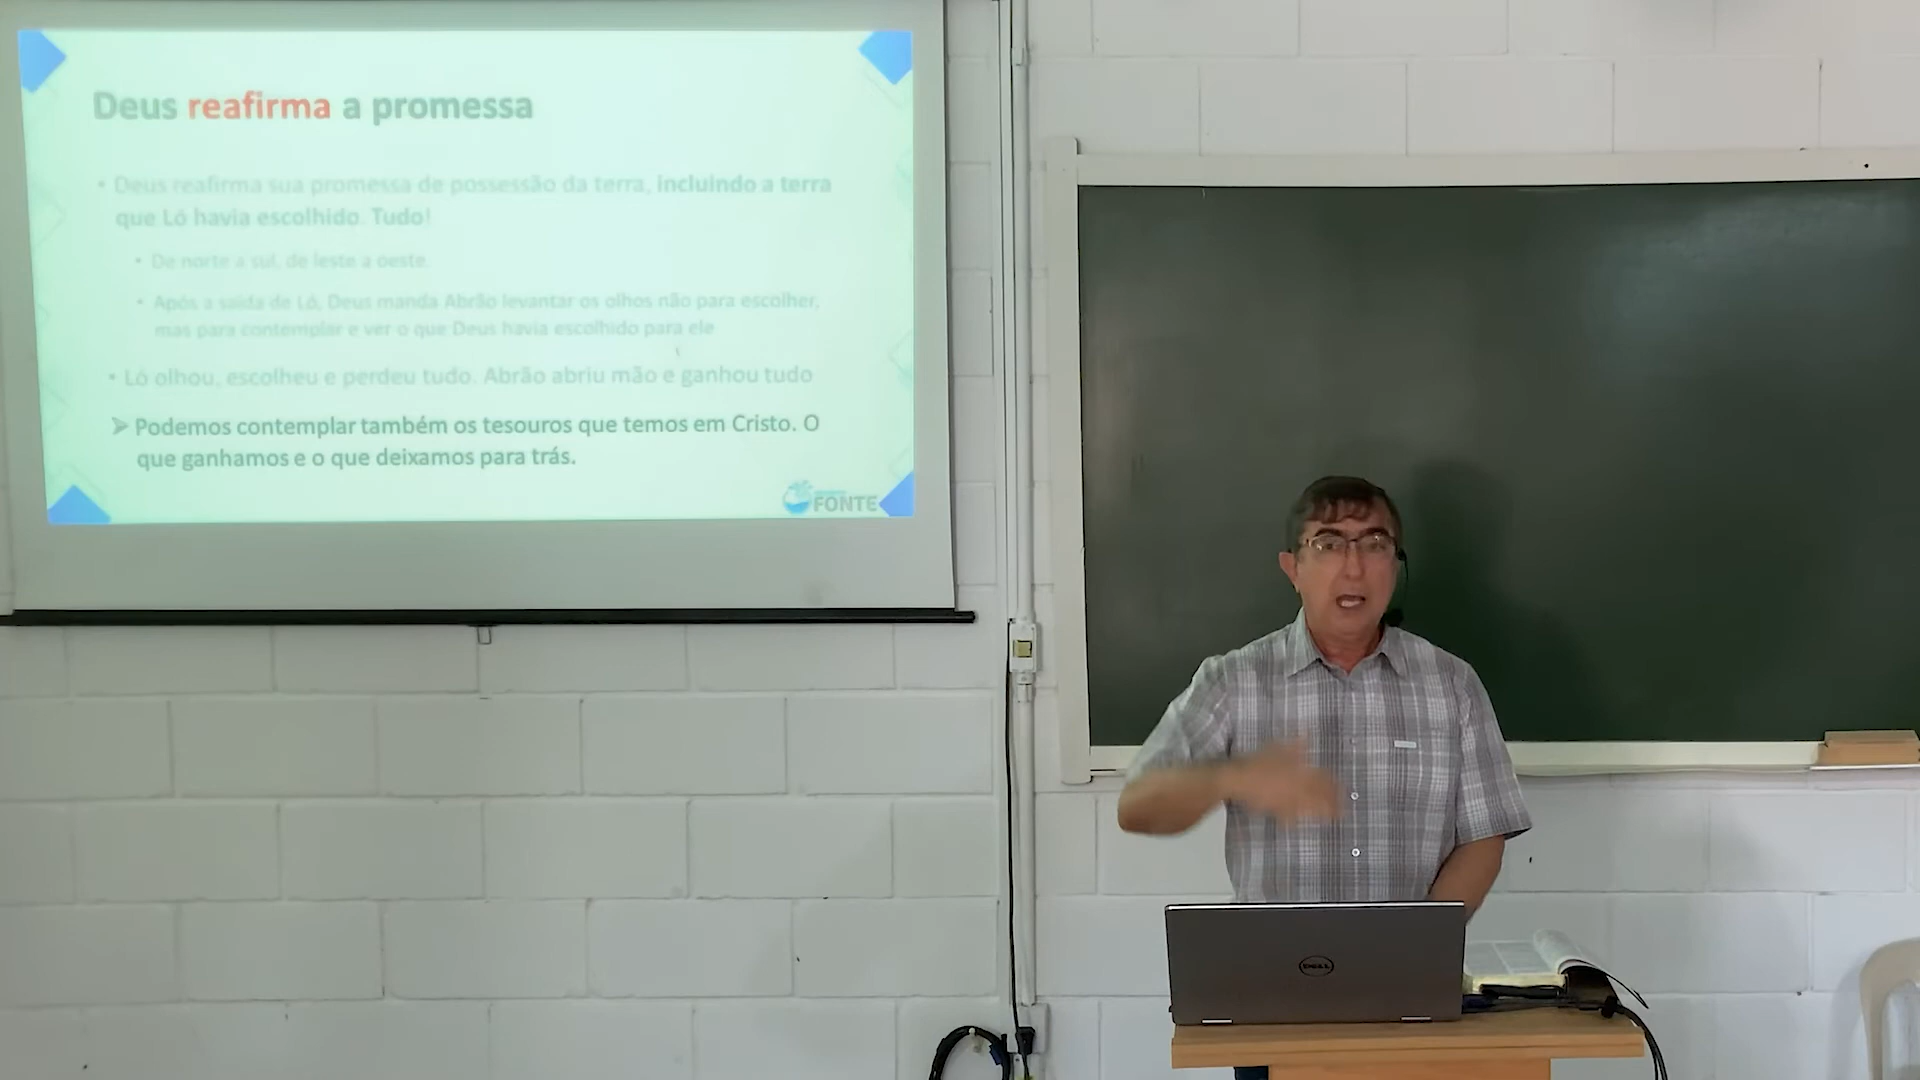 Deus reafirma a promessa
• Deus reafirma sua promessa de possessão da terra, incluindo a terra
que Ló havia escolhido. Tudo!
• De norte a sul, de leste a oeste.
• Após a saída de Ló, Deus manda Abrão levantar os olhos não para escolher,
mas para contemplar e ver o que Deus havia escolhido para ele
• Ló olhou, escolheu e perdeu tudo. Abrão abriu mão e ganhou tudo
➢ Podemos contemplar também os tesouros que temos em Cristo. O
que ganhamos e o que deixamos para trás.
FONTE
DELL